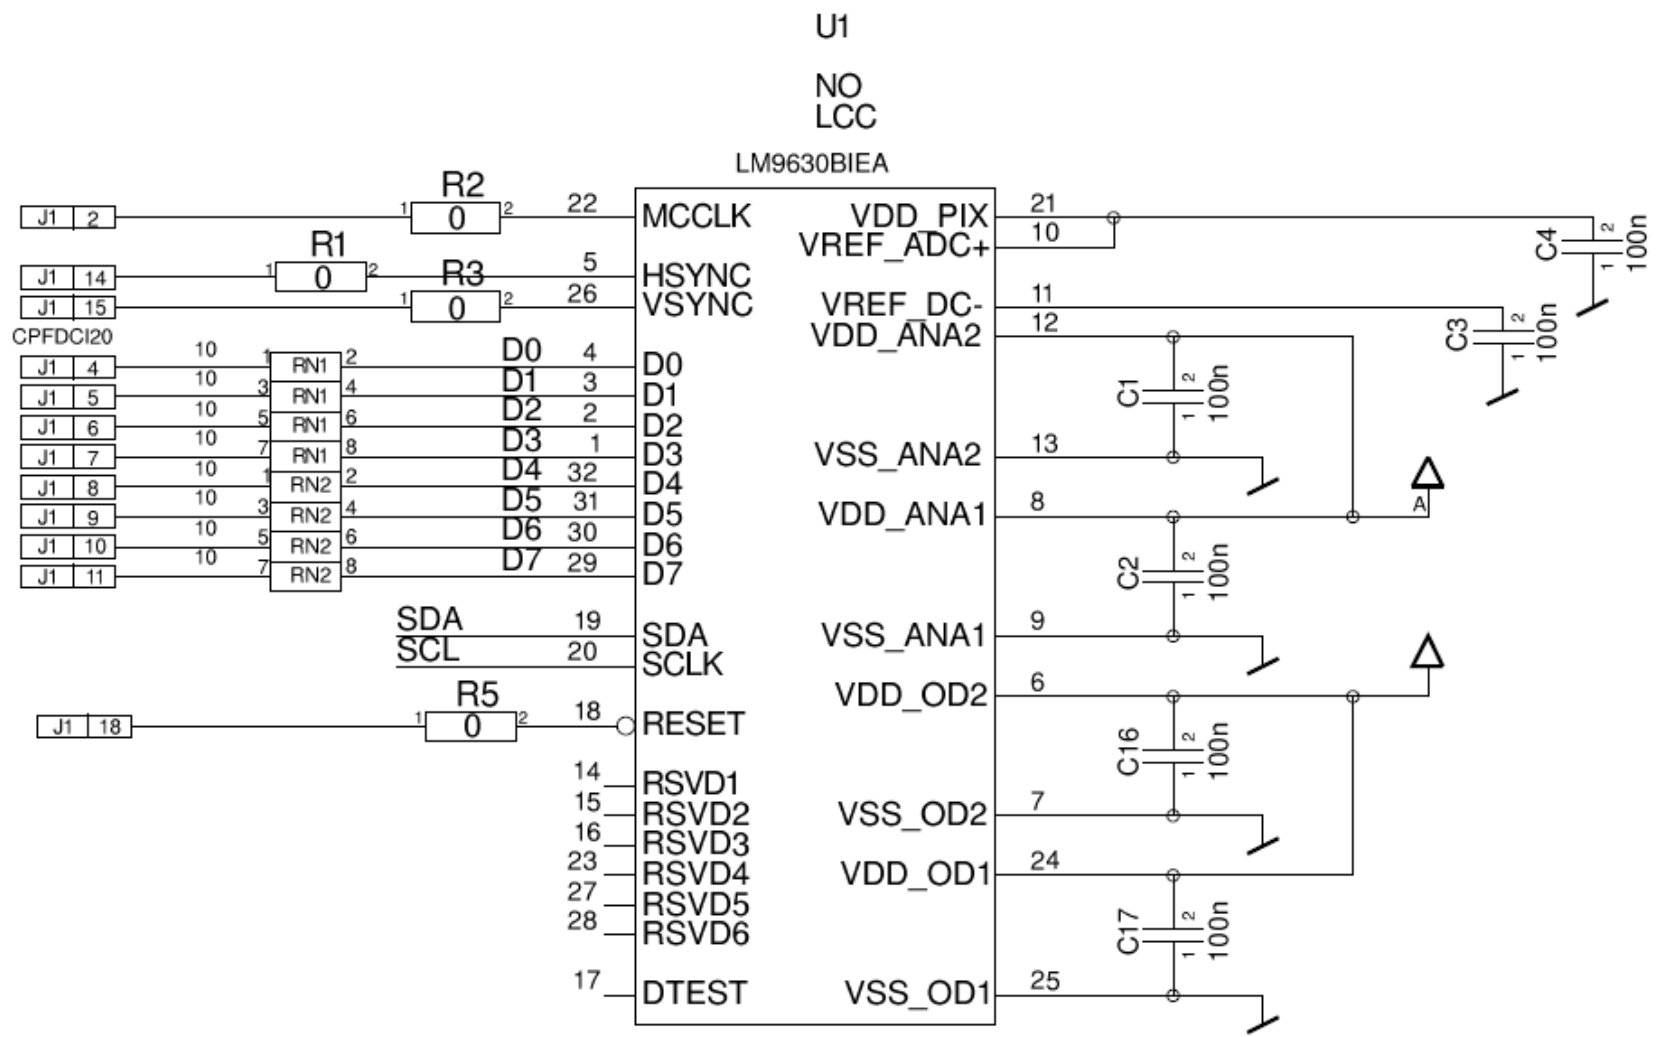 U1
NO
LCC
LM9630BIEA
J1 2
1 R2 2
0
22 MCCLK
J1 14
1 R1 2
0
5 HSYNC
J1 15
1 R3 2
0
26 VSYNC
CPFDCI20
J1 4 10 1 RN1 2 D0 4 D0
J1 5 10 3 RN1 4 D1 3 D1
J1 6 10 5 RN1 6 D2 2 D2
J1 7 10 7 RN1 8 D3 1 D3
J1 8 10 1 RN2 2 D4 32 D4
J1 9 10 3 RN2 4 D5 31 D5
J1 10 10 5 RN2 6 D6 30 D6
J1 11 10 7 RN2 8 D7 29 D7
SDA 19 SDA
SCL 20 SCLK
J1 18
1 R5 2
0
18 RESET
14 RSVD1
15 RSVD2
16 RSVD3
23 RSVD4
27 RSVD5
28 RSVD6
17 DTEST
VDD_PIX 21
VREF_ADC+ 10
C4 1 2 100n
VREF_DC- 11
C3 1 2 100n
VDD_ANA2 12
C1 1 2 100n
VSS_ANA2 13
VDD_ANA1 8
A
C2 1 2 100n
VSS_ANA1 9
VDD_OD2 6
C16 1 2 100n
VSS_OD2 7
VDD_OD1 24
C17 1 2 100n
VSS_OD1 25